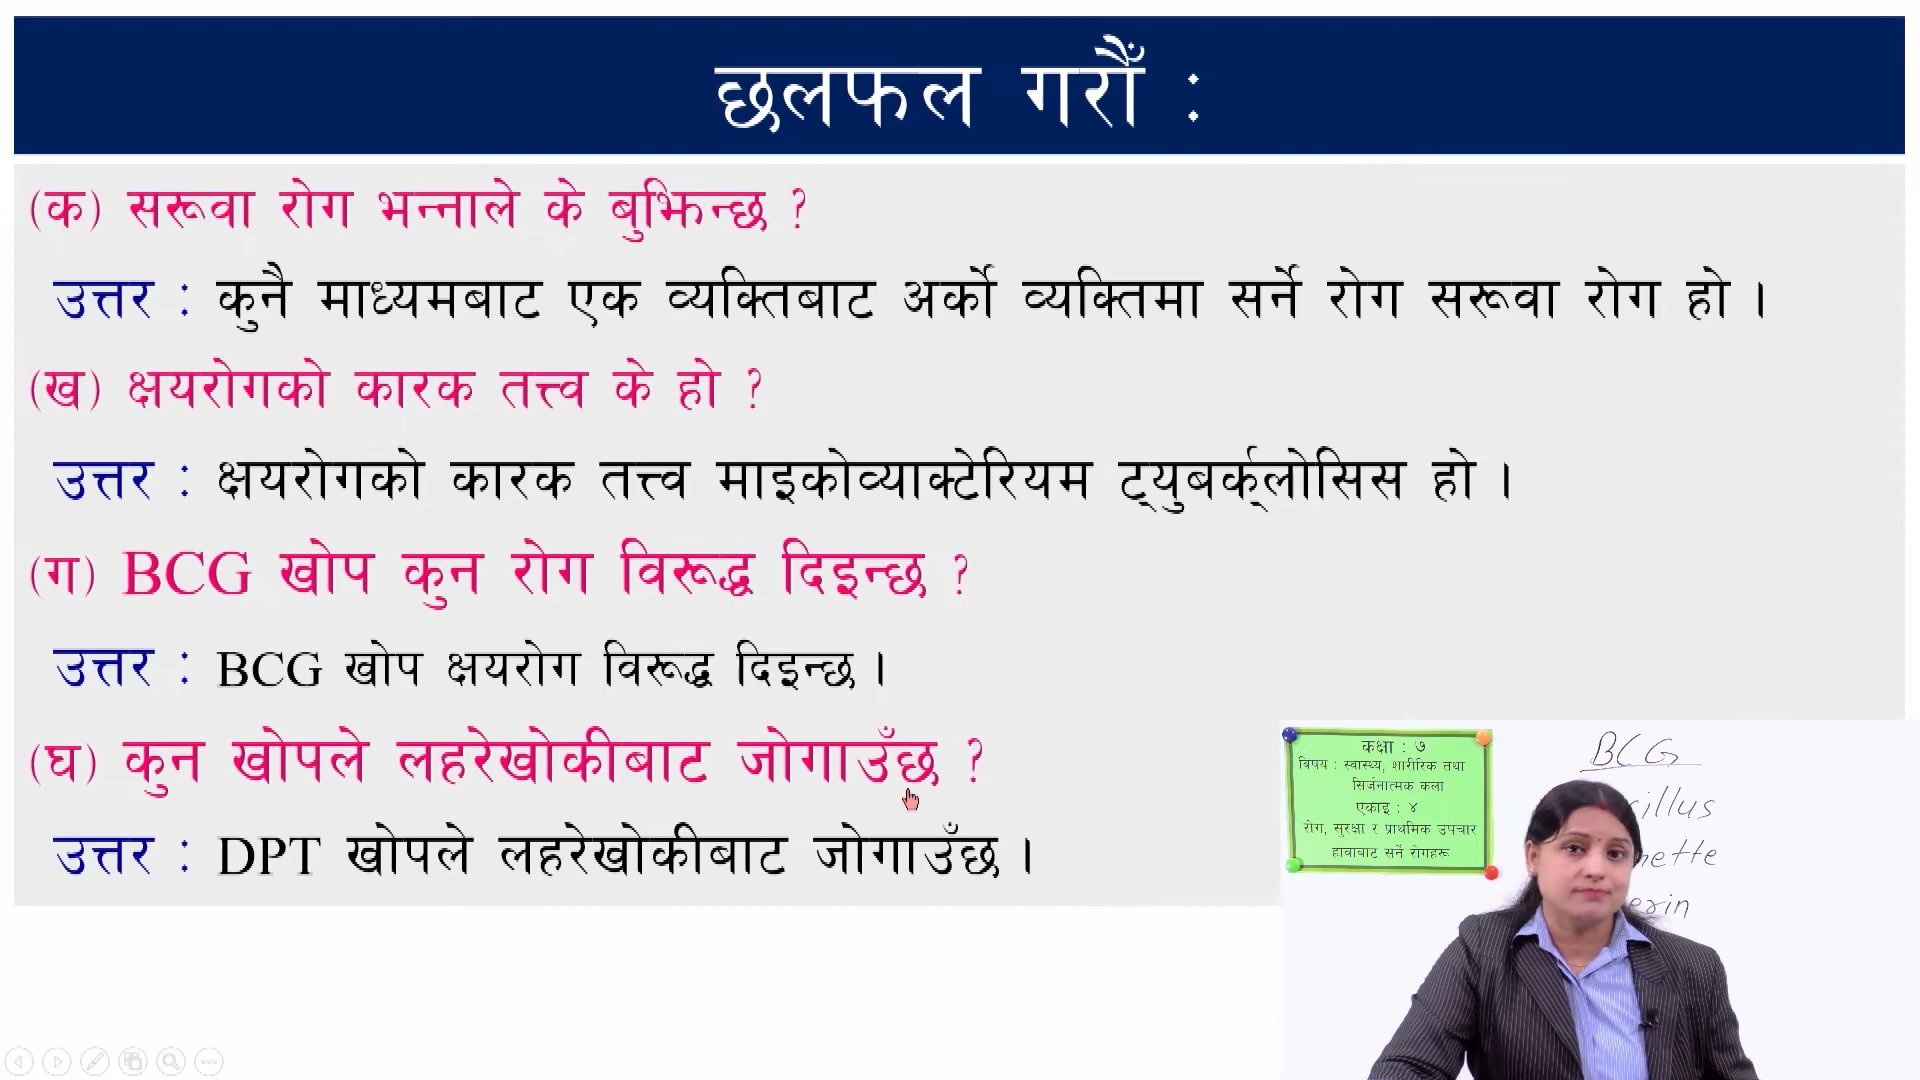 छलफल गरौँ :
(क) सरूवा रोग भन्नाले के बुझिन्छ ?
उत्तर : कुनै माध्यमबाट एक व्यक्तिबाट अर्को व्यक्तिमा सर्ने रोग सरूवा रोग हो ।
(ख) क्षयरोगको कारक तत्त्व के हो ?
उत्तर : क्षयरोगको कारक तत्त्व माइकोव्याक्टेरियम ट्युबर्क्लोसिस हो ।
(ग) BCG खोप कुन रोग विरूद्ध दिइन्छ ?
उत्तर : BCG खोप क्षयरोग विरूद्ध दिइन्छ ।
(घ) कुन खोपले लहरेखोकीबाट जोगाउँछ ?
उत्तर : DPT खोपले लहरेखोकीबाट जोगाउँछ ।
कक्षा : ७
विषय : स्वास्थ्य, शारीरिक तथा
सिर्जनात्मक कला
एकाइ : ४
रोग, सुरक्षा र प्राथमिक उपचार
हावाबाट सर्ने रोगहरू
BCG